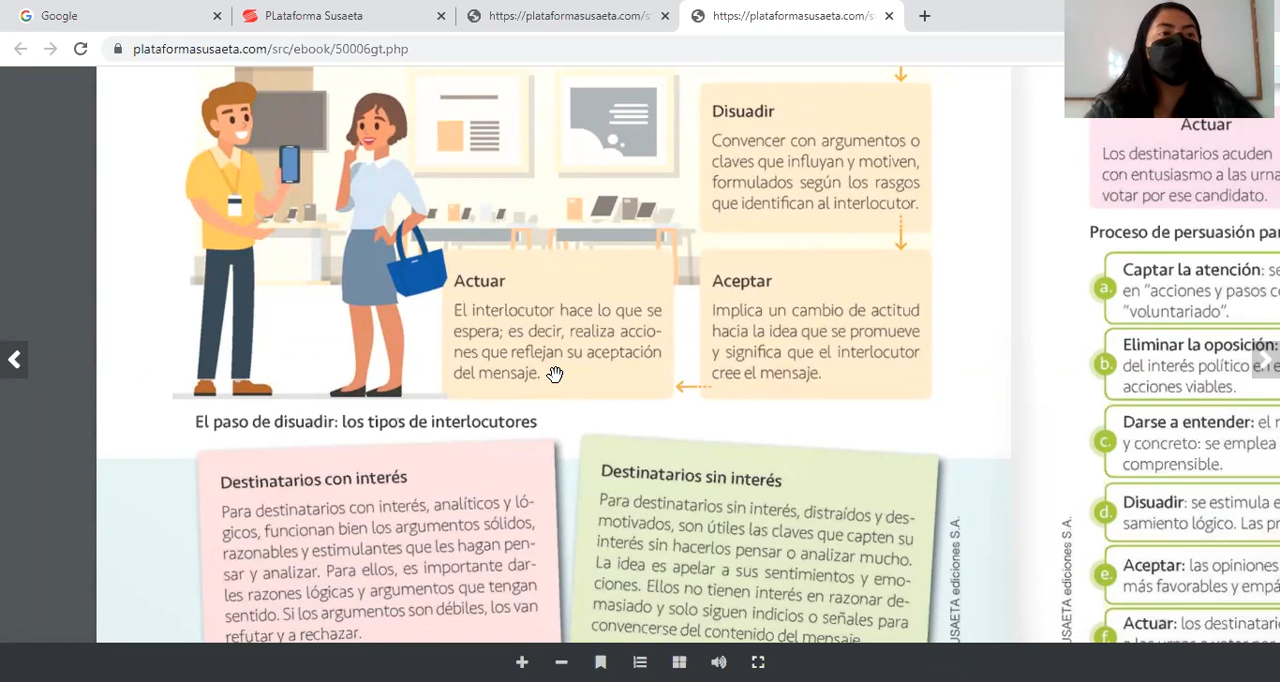 Google
PLataforma Susaeta
https://plataformasusaeta.com/s
https://plataformasusaeta.com/sr
plataformasusaeta.com/src/ebook/50006gt.php
Disuadir
Convencer con argumentos o
claves que influyan y motiven,
formulados según los rasgos
que identifican al interlocutor.
Actuar
El interlocutor hace lo que se
espera; es decir, realiza accio-
nes que reflejan su aceptación
del mensaje.
Aceptar
Implica un cambio de actitud
hacia la idea que se promueve
y significa que el interlocutor
cree el mensaje.
El paso de disuadir: los tipos de interlocutores
Destinatarios con interés
Para destinatarios con interés, analíticos y ló-
gicos, funcionan bien los argumentos sólidos,
razonables y estimulantes que les hagan pen-
sar y analizar. Para ellos, es importante dar-
les razones lógicas y argumentos que tengan
sentido. Si los argumentos son débiles, los van
refutar y a rechazar.
Destinatarios sin interés
Para destinatarios sin interés, distraídos y des-
motivados, son útiles las claves que capten su
interés sin hacerlos pensar o analizar mucho.
La idea es apelar a sus sentimientos y emo-
ciones. Ellos no tienen interés en razonar de-
masiado y solo siguen indicios o señales para
convencerse del contenido del mensaje.
USAETA ediciones S.A.
USAETA ediciones S.A.
Actuar
Los destinatarios acuden
con entusiasmo a las urna
votar por ese candidato.
Proceso de persuasión par
a.
Captar la atención: se
en "acciones y pasos co
"voluntariado".
b.
Eliminar la oposición:
del interés político en e
acciones viables.
c.
Darse a entender: el r
y concreto: se emplea
comprensible.
d.
Disuadir: se estimula e
samiento lógico. Las pr
e.
Aceptar: las opiniones
más favorables y empá
f.
Actuar: los destinatari